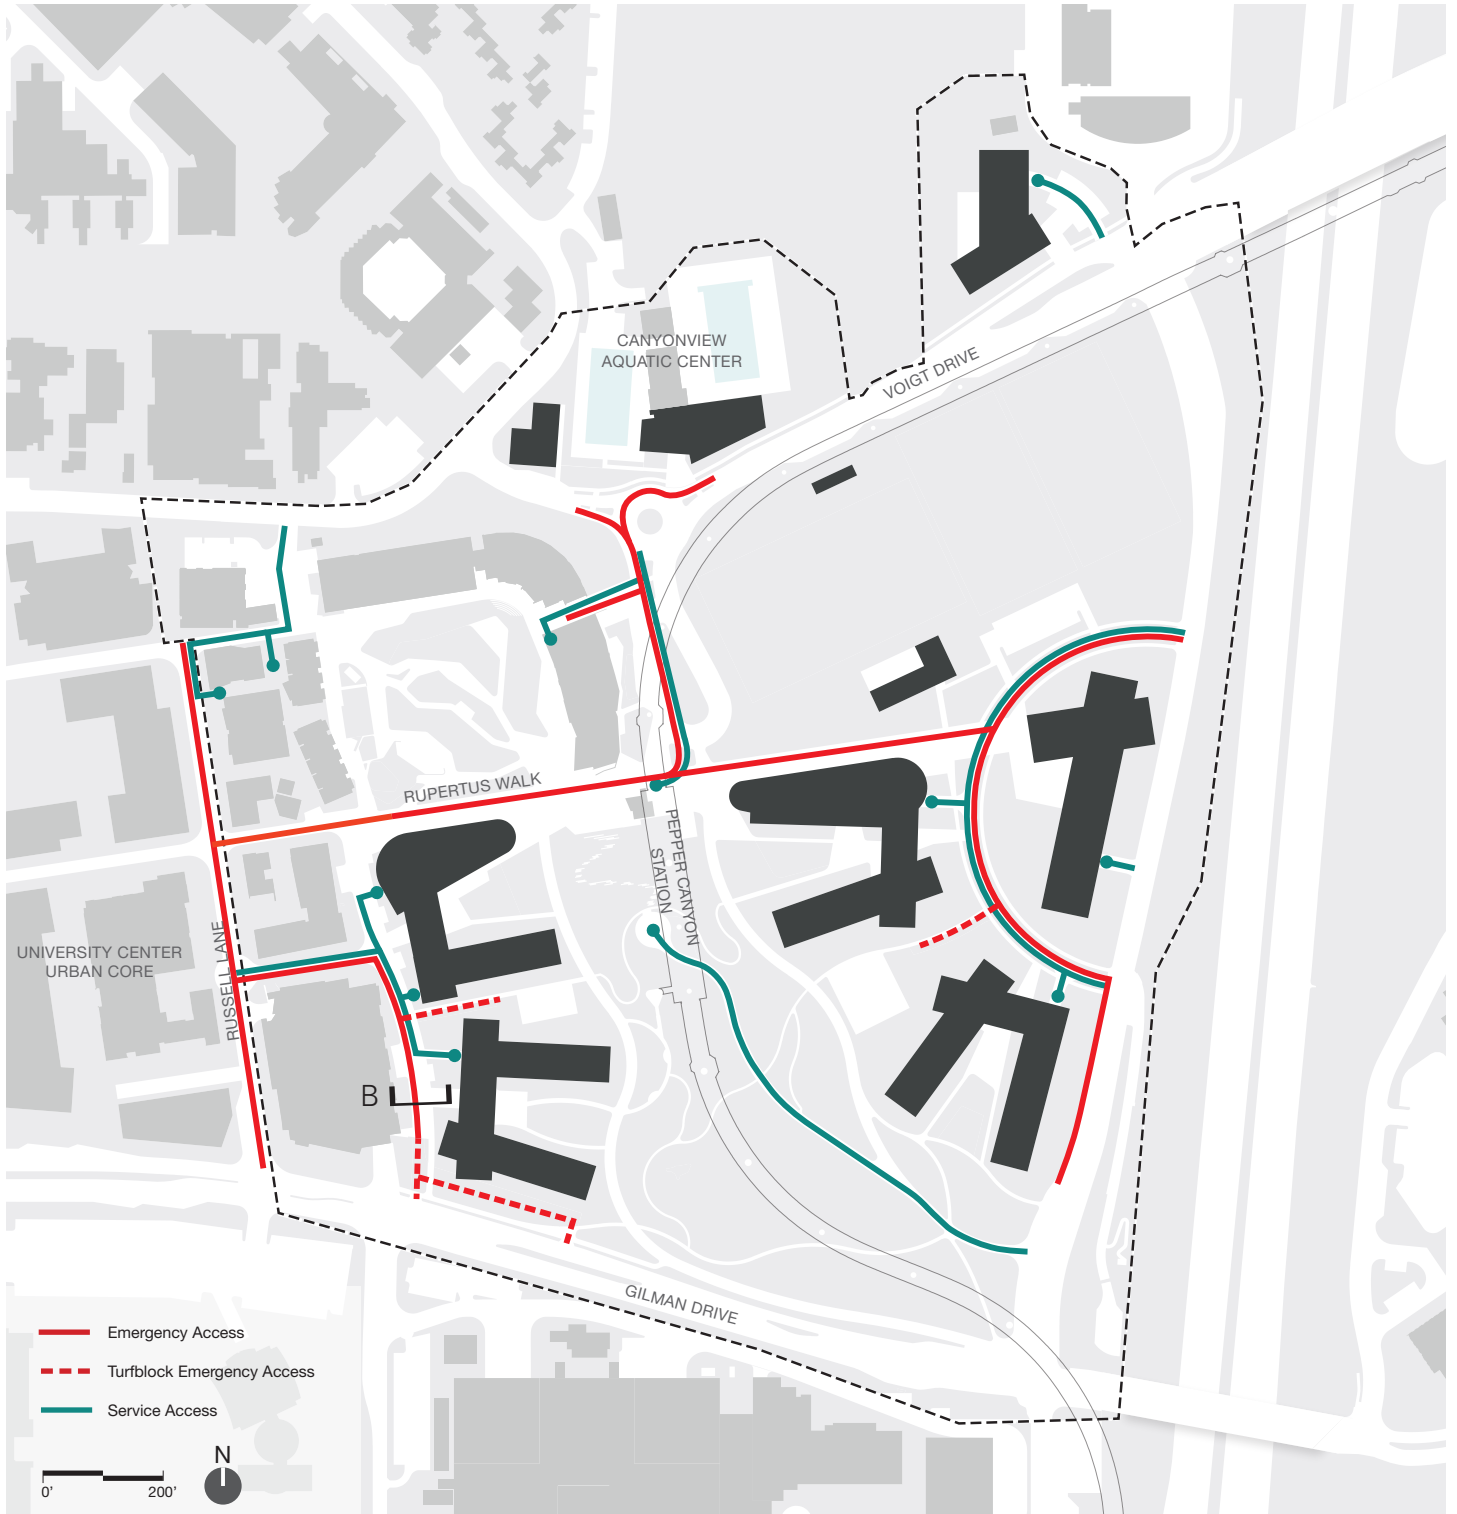 CANYONVIEW
AQUATIC CENTER
VOIGT DRIVE
RUPERTUS WALK
PEPPER CANYON
STATION
UNIVERSITY CENTER
URBAN CORE
RUSSELL LANE
B
GILMAN DRIVE
Emergency Access
Turfblock Emergency Access
Service Access
N
0'
200'